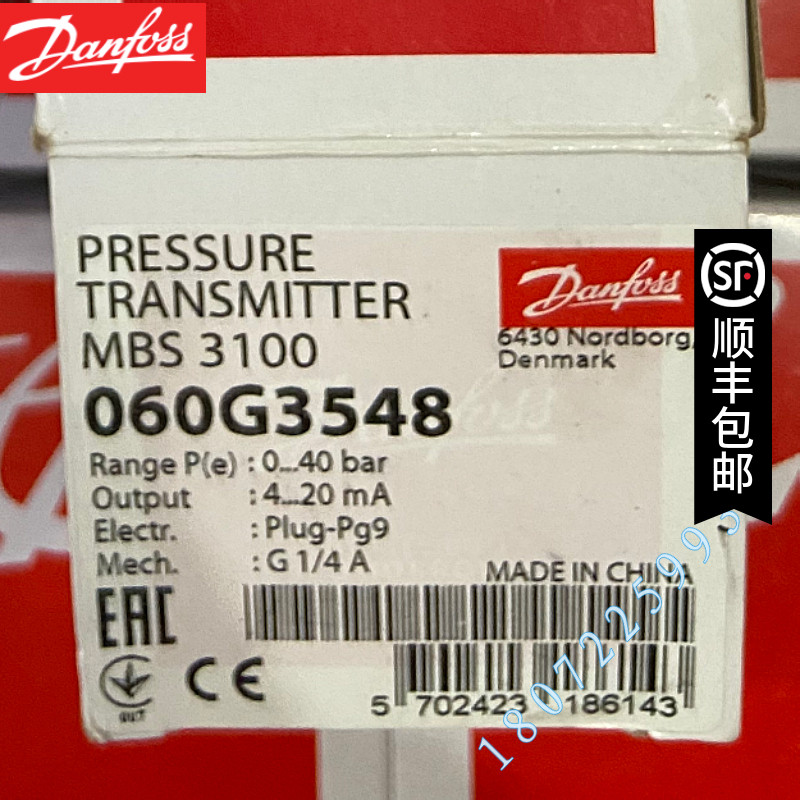 Danfoss
PRESSURE
TRANSMITTER
MBS 3100
060G3548
Range P(e) : 0...40 bar
Output : 4...20 mA
Electr. : Plug-Pg9
Mech. : G 1/4 A
Danfoss
6430 Nordborg,
Denmark
MADE IN CHINA
EAC
CE
5 702423 186143
SF
顺丰包邮
1807225995